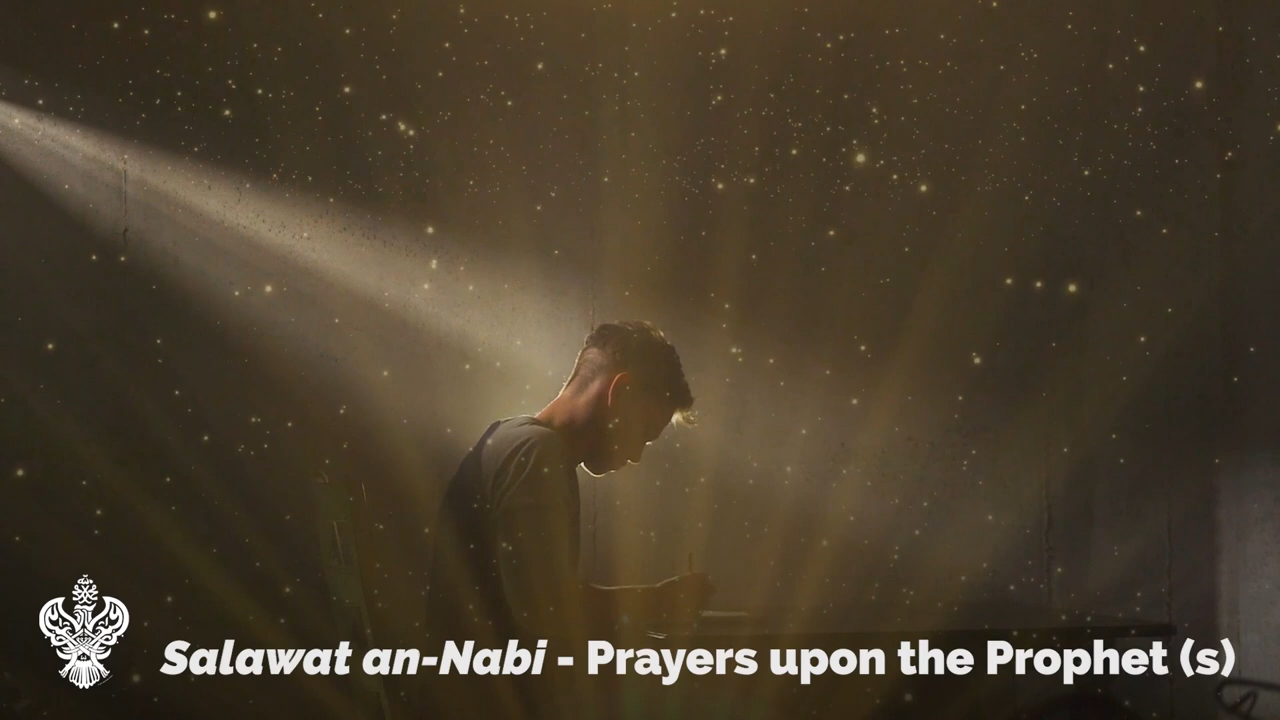 Salawat an-Nabi - Prayers upon the Prophet (s)